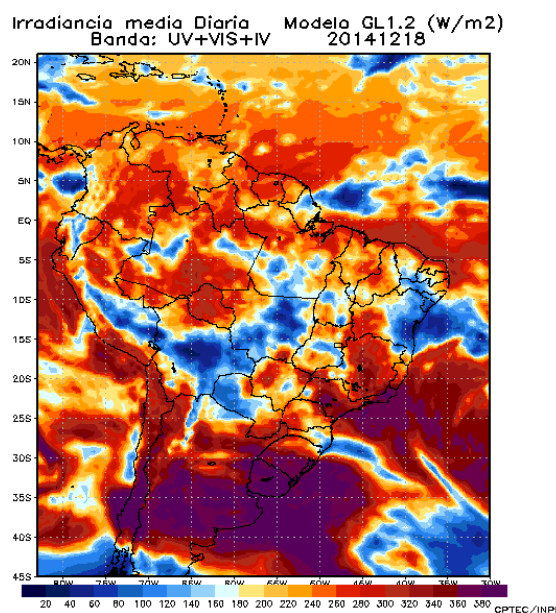 Irradiancia media Diaria Modelo GL1.2 (W/m2)
Banda: UV+VIS+IV 20141218
20N
15N
10N
5N
EQ
5S
10S
15S
20S
25S
30S
35S
40S
45S
80W 75W 70W 65W 60W 55W 50W 45W 40W 35W 30W
20 40 60 80 100 120 140 160 180 200 220 240 260 280 300 320 340 360 380
CPTEC/INP